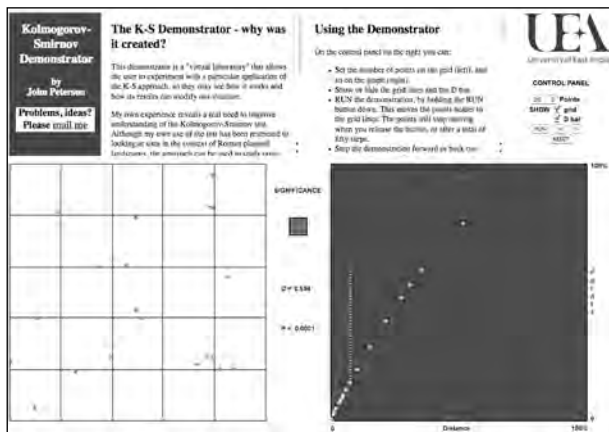 Kolmogorov-
Smirnov
Demonstrator
by
John Peterson
Problems, ideas?
Please mail me
The K-S Demonstrator - why was
it created?
This demonstrator is a "virtual laboratory" that allows
the user to experiment with a particular application of
the K-S approach, so they may see how it works and
how its results can modify our
My own experience reveals a real need to improve
understanding of the Kolmogorov-Smirnov test.
Although my own use of the test has been restricted to
looking at sites in the context of Roman planned
landscapes, the approach can be used to study
Using the Demonstrator
On the control panel on the right you can:
• Set the number of points on the grid (left), and
so on the graph (right).
• Show or hide the grid lines and the D bar.
• RUN the demonstration, by holding the RUN
button down. This moves the points nearer to
the grid lines. The points will stop moving
when you release the button, or after a total of
fifty steps.
• Step the demonstration forward or back
UEA
University of East Anglia
CONTROL PANEL
Points
SHOW grid
D bar
SIGNIFICANCE
100%
0
Distance
100%